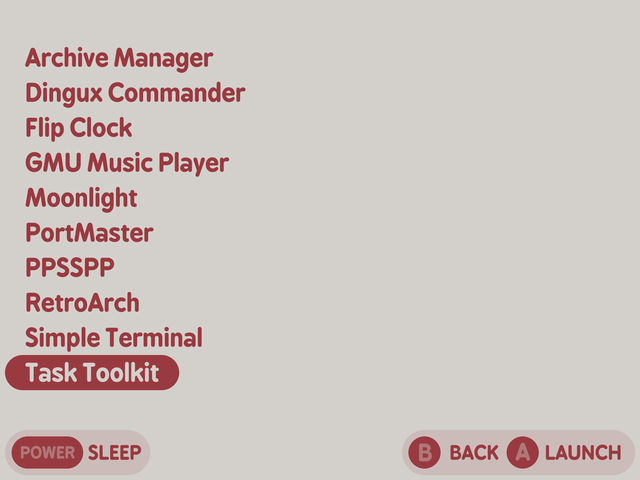 Archive Manager
Dingux Commander
Flip Clock
GMU Music Player
Moonlight
PortMaster
PPSSPP
RetroArch
Simple Terminal
Task Toolkit
POWER SLEEP B BACK A LAUNCH